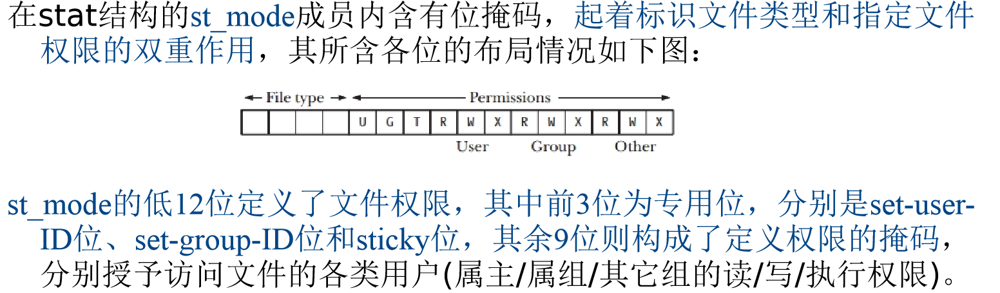 在stat结构的st_mode成员内含有位掩码，起着标识文件类型和指定文件
权限的双重作用，其所含各位的布局情况如下图：
File type Permissions
U G T R W X R W X R W X
User Group Other
st_mode的低12位定义了文件权限，其中前3位为专用位，分别是set-user-
ID位、set-group-ID位和sticky位，其余9位则构成了定义权限的掩码，
分别授予访问文件的各类用户(属主/属组/其它组的读/写/执行权限)。